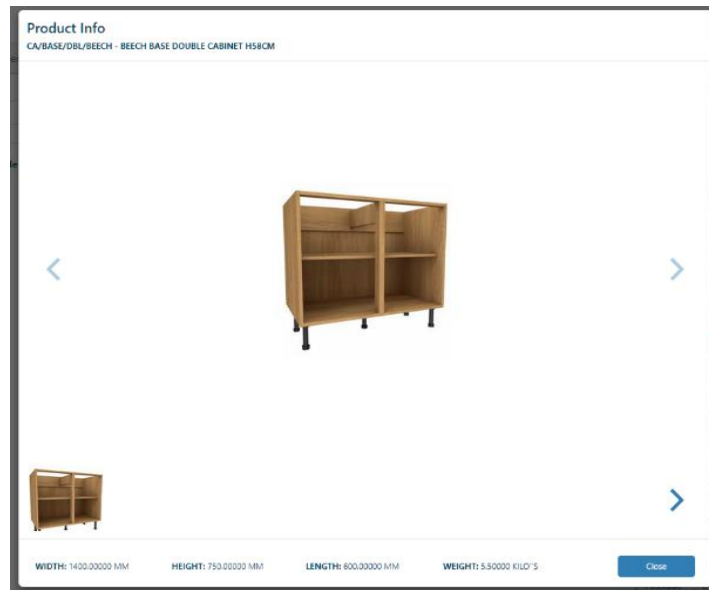 Product Info
CA/BASE/DBL/BEECH - BEECH BASE DOUBLE CABINET H58CM
WIDTH: 1400.00000 MM HEIGHT: 750.00000 MM LENGTH: 600.00000 MM WEIGHT: 5.50000 KILO'S Close